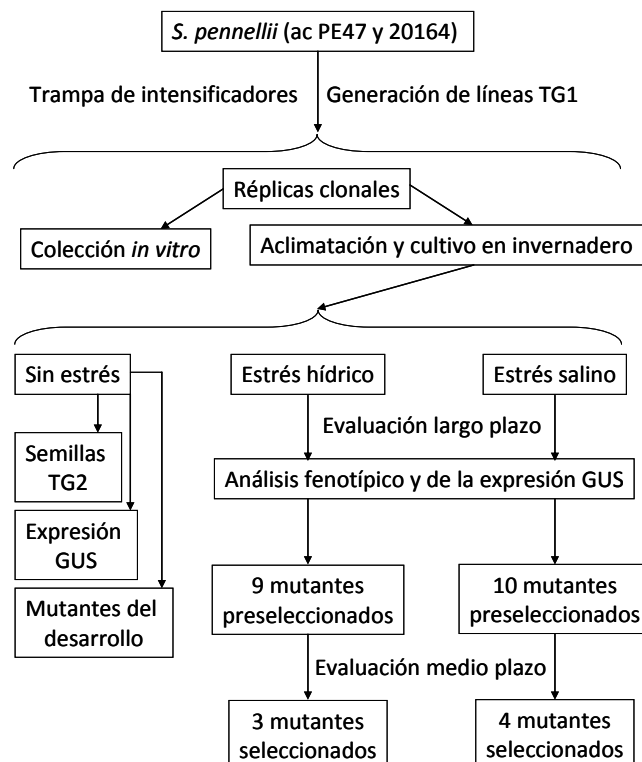 S. pennellii (ac PE47 y 20164)
Trampa de intensificadores
Generación de líneas TG1
Réplicas clonales
Colección in vitro
Aclimatación y cultivo en invernadero
Sin estrés
Estrés hídrico
Estrés salino
Evaluación largo plazo
Semillas
TG2
Análisis fenotípico y de la expresión GUS
Expresión
GUS
Mutantes del
desarrollo
9 mutantes
preseleccionados
10 mutantes
preseleccionados
Evaluación medio plazo
3 mutantes
seleccionados
4 mutantes
seleccionados